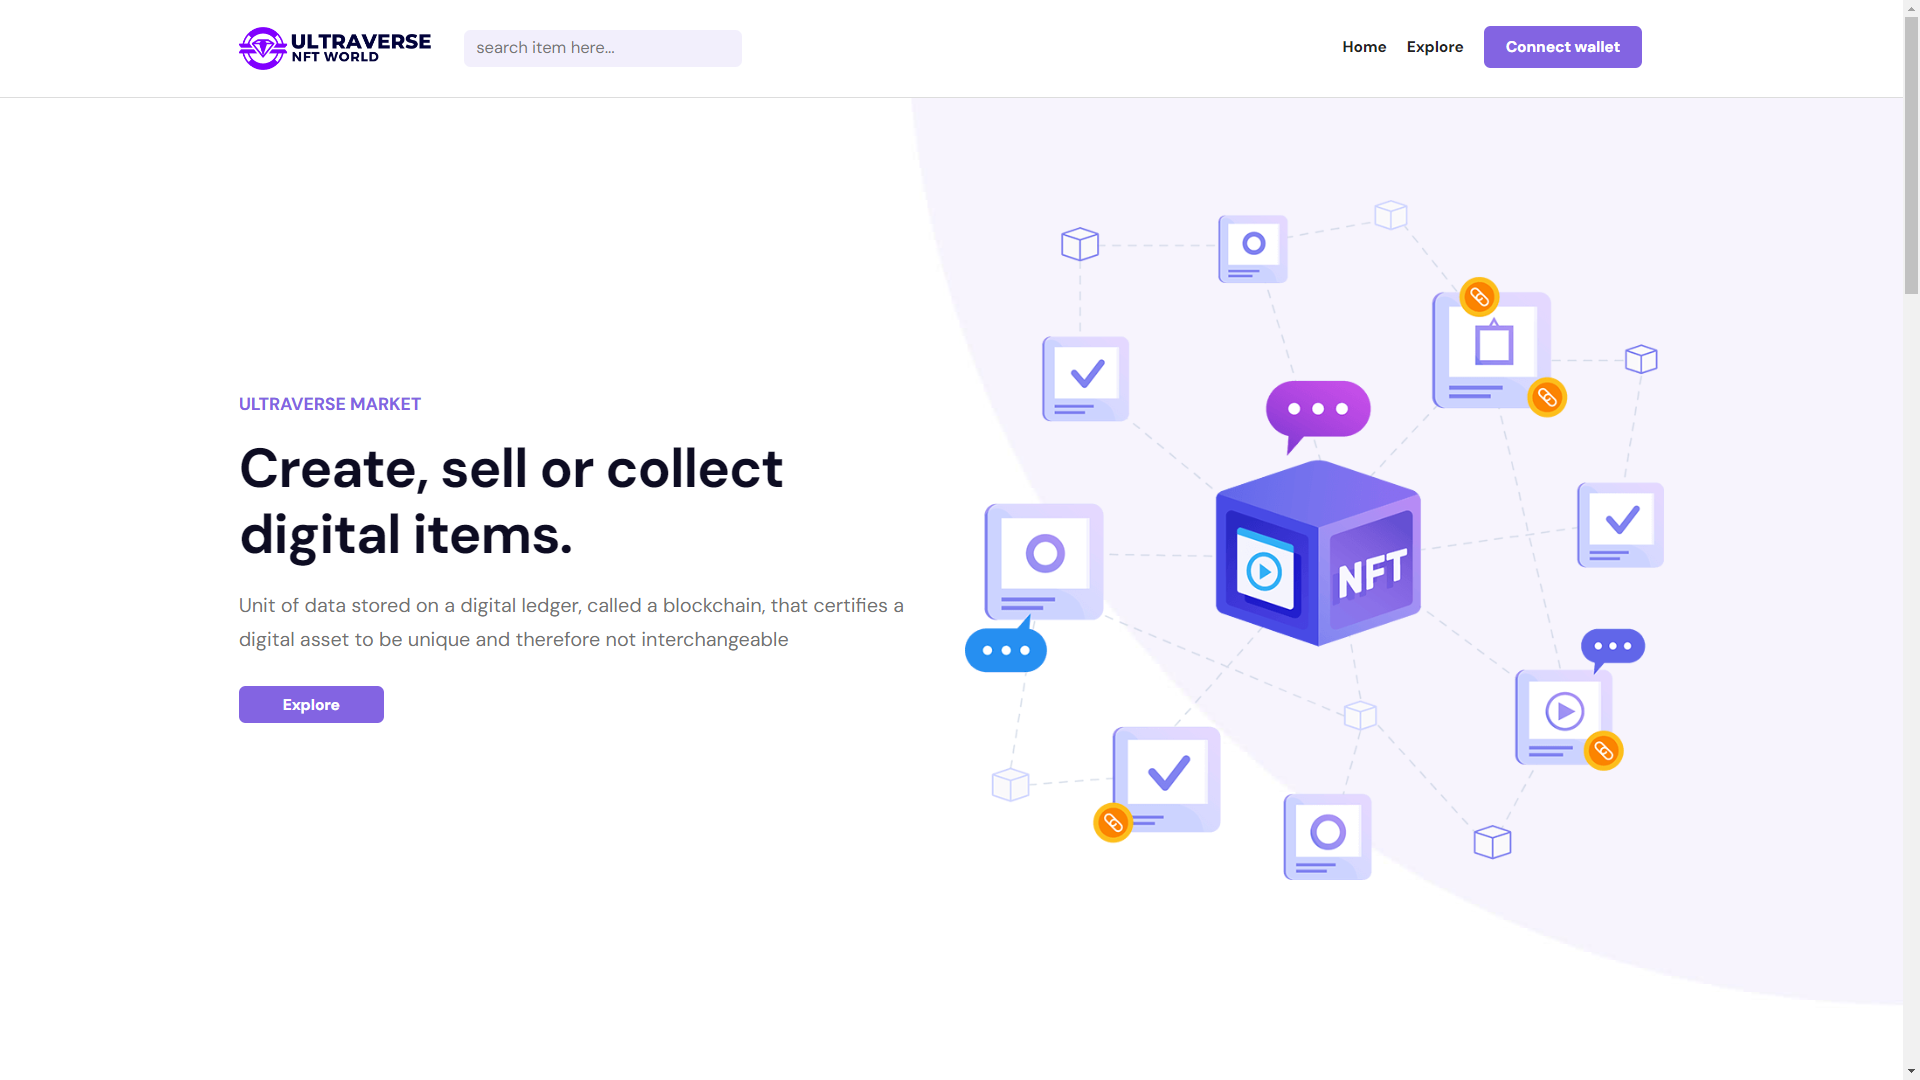 ULTRAVERSE
NFT WORLD
search item here...
Home
Explore
Connect wallet
ULTRAVERSE MARKET
Create, sell or collect
digital items.
Unit of data stored on a digital ledger, called a blockchain, that certifies a
digital asset to be unique and therefore not interchangeable
Explore
NFT